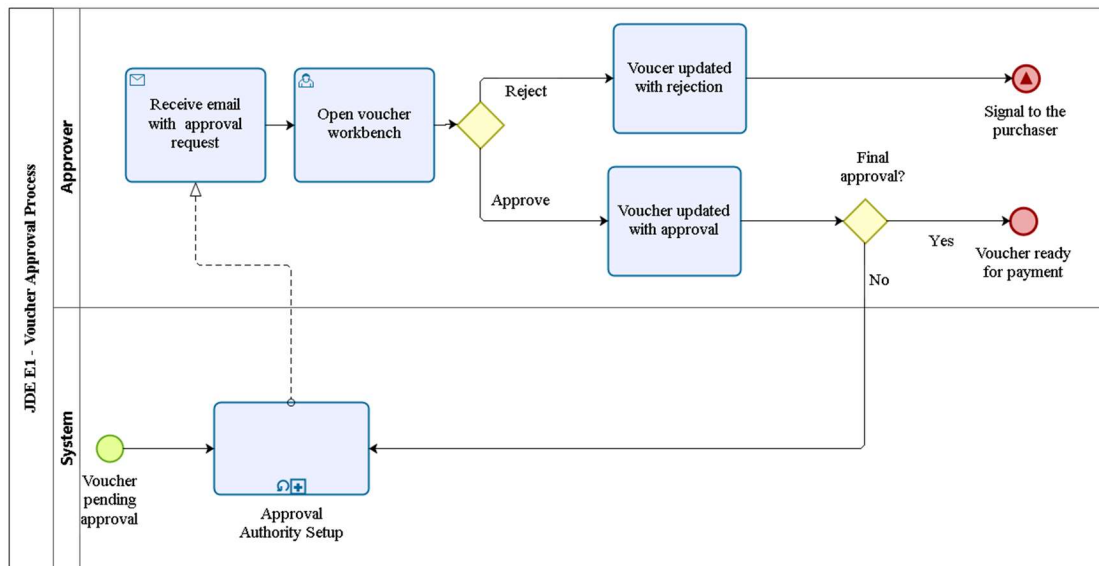 JDE E1 - Voucher Approval Process
Approver
Receive email
with approval
request
Open voucher
workbench
Reject
Voucer updated
with rejection
Signal to the
purchaser
Approve
Voucher updated
with approval
Final
approval?
Yes
Voucher ready
for payment
No
System
Voucher
pending
approval
Approval
Authority Setup